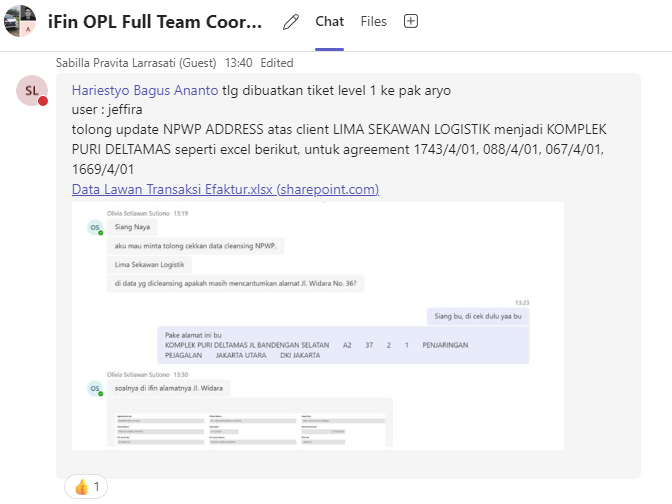 iFin OPL Full Team Coor...
Chat
Files
A
Sabilla Pravita Larrasati (Guest) 13:40 Edited
SL
Hariestyo Bagus Ananto tlg dibuatkan tiket level 1 ke pak aryo
user : jeffira
tolong update NPWP ADDRESS atas client LIMA SEKAWAN LOGISTIK menjadi KOMPLEK
PURI DELTAMAS seperti excel berikut, untuk agreement 1743/4/01, 088/4/01, 067/4/01,
1669/4/01
Data Lawan Transaksi Efaktur.xlsx (sharepoint.com)
Olivia Setiawan Sutiono 13:19
OS
Siang Naya
aku mau minta tolong cekkan data cleansing NPWP.
Lima Sekawan Logistik
di data yg dicleansing apakah masih mencantumkan alamat Jl. Widara No. 36?
13:23
Siang bu, di cek dulu yaa bu
Pake alamat ini bu
KOMPLEK PURI DELTAMAS JL BANDENGAN SELATAN A2 37 2 1 PENJARINGAN
PEJAGALAN JAKARTA UTARA DKI JAKARTA
Olivia Setiawan Sutiono 13:30
OS
soalnya di ifin alamatnya Jl. Widara
1